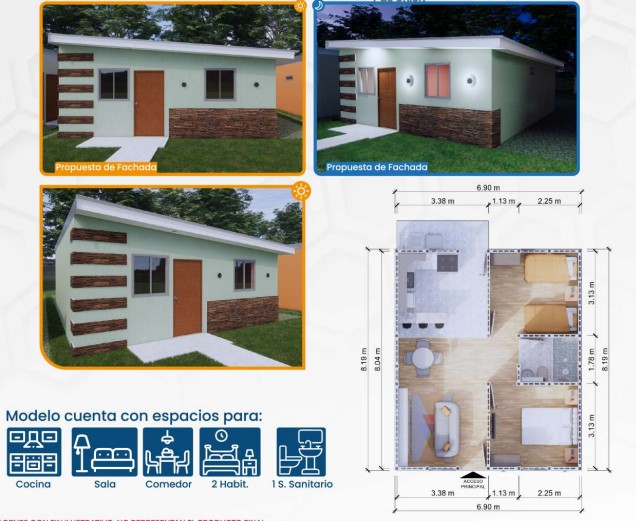 Propuesta de Fachada
Propuesta de Fachada
6.90 m
3.38 m
1.13 m
2.25 m
8.19 m
8.04 m
3.13 m
1.78 m
3.13 m
8.19 m
ACCESO
PRINCIPAL
3.38 m
1.13 m
2.25 m
6.90 m
Modelo cuenta con espacios para:
Cocina
Sala
Comedor
2 Habit.
1 S. Sanitario